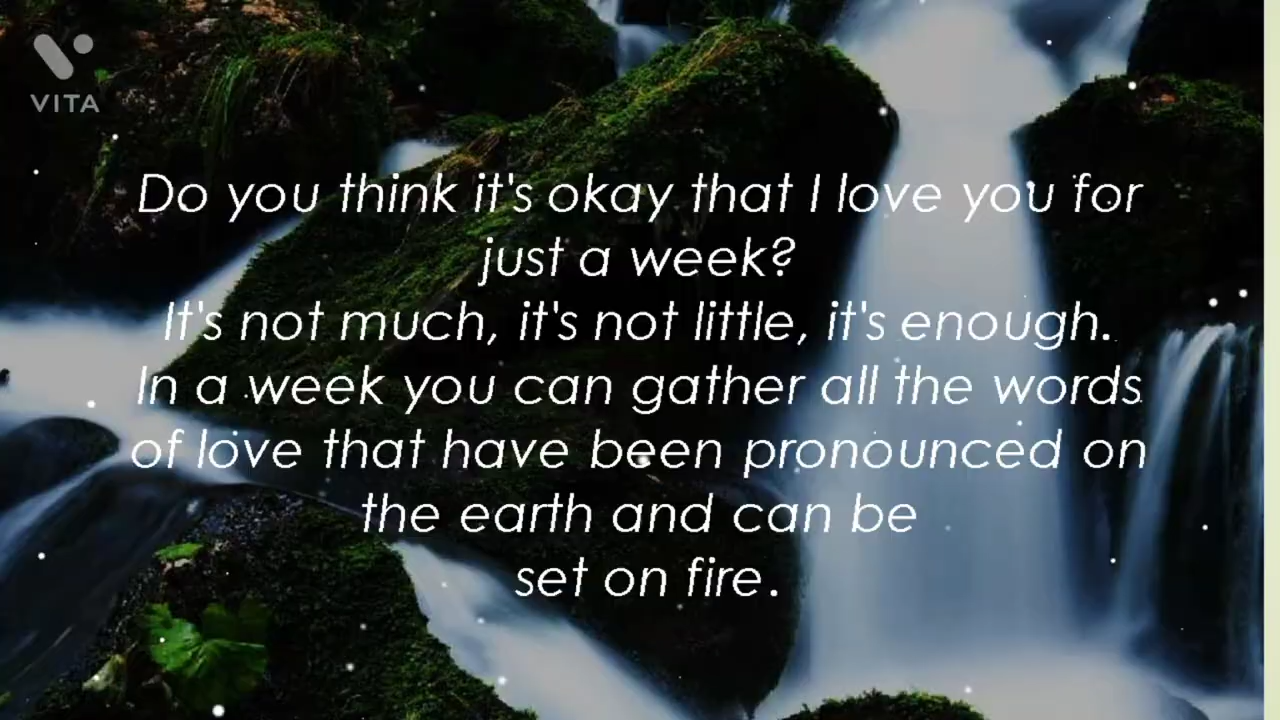 VITA
Do you think it's okay that I love you for
just a week?
It's not much, it's not little, it's enough.
In a week you can gather all the words
of love that have been pronounced on
the earth and can be
set on fire.